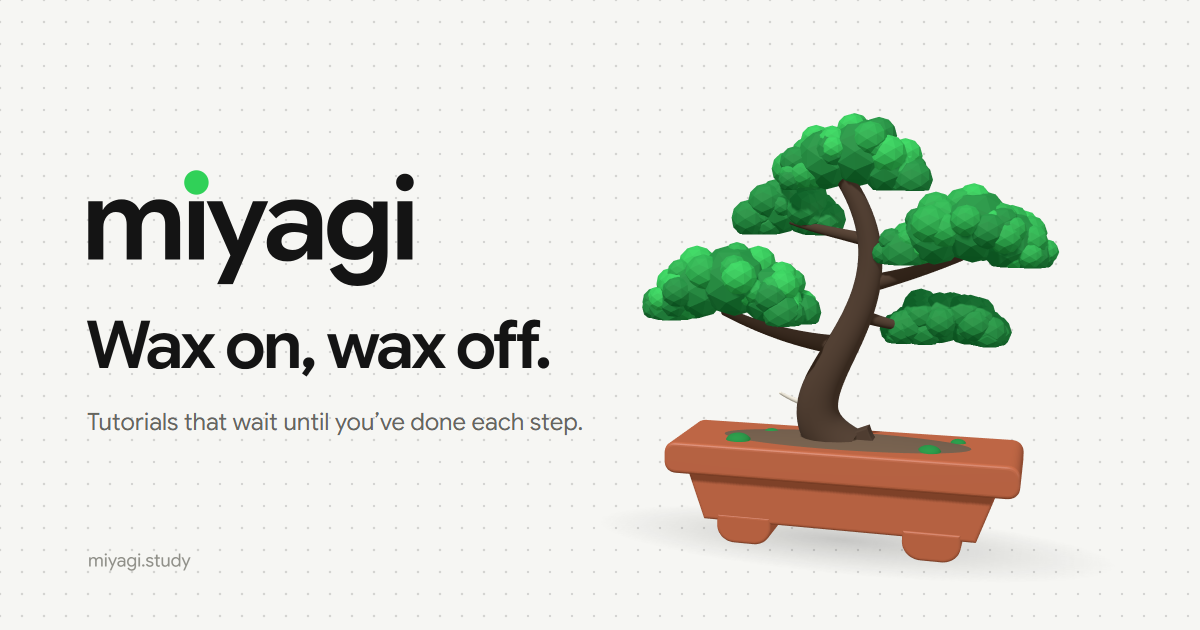 miyagi
Wax on, wax off.
Tutorials that wait until you’ve done each step.
miyagi.study